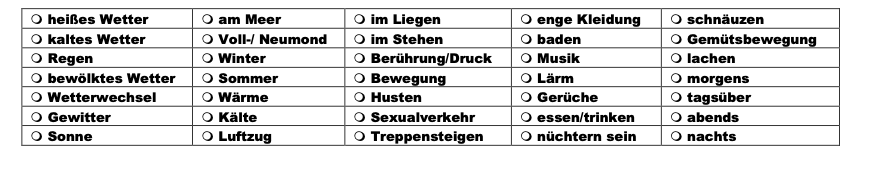 ❍ heißes Wetter ❍ am Meer ❍ im Liegen ❍ enge Kleidung ❍ schnäuzen
❍ kaltes Wetter ❍ Voll-/ Neumond ❍ im Stehen ❍ baden ❍ Gemütsbewegung
❍ Regen ❍ Winter ❍ Berührung/Druck ❍ Musik ❍ lachen
❍ bewölktes Wetter ❍ Sommer ❍ Bewegung ❍ Lärm ❍ morgens
❍ Wetterwechsel ❍ Wärme ❍ Husten ❍ Gerüche ❍ tagsüber
❍ Gewitter ❍ Kälte ❍ Sexualverkehr ❍ essen/trinken ❍ abends
❍ Sonne ❍ Luftzug ❍ Treppensteigen ❍ nüchtern sein ❍ nachts